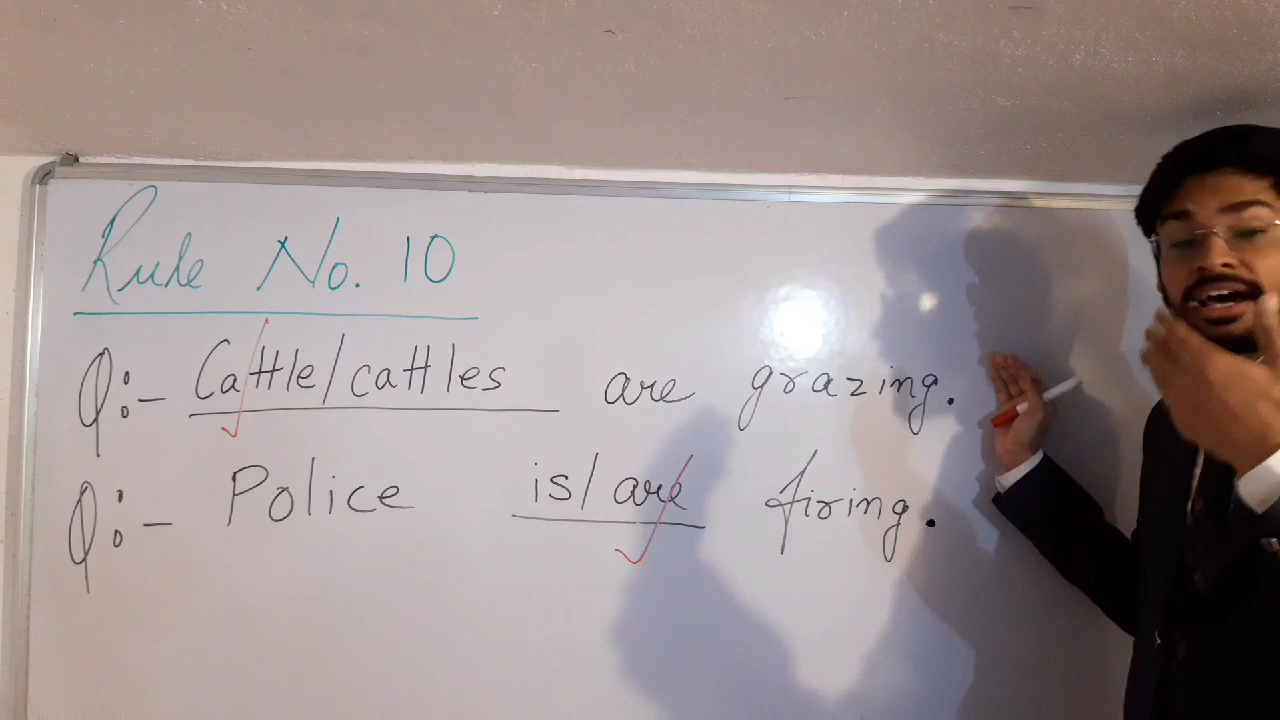 Rule No. 10
Q:- Cattle/cattles are grazing.
Q:- Police is/are firing.